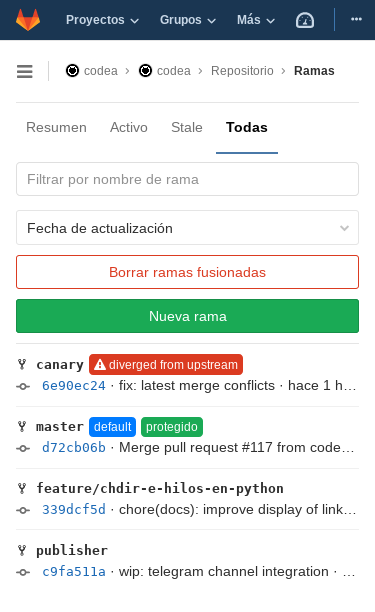 Proyectos Grupos Más
codea › codea › Repositorio › Ramas
Resumen Activo Stale Todas
Filtrar por nombre de rama
Fecha de actualización
Borrar ramas fusionadas
Nueva rama
canary diverged from upstream
6e90ec24 · fix: latest merge conflicts · hace 1 h…
master default protegido
d72cb06b · Merge pull request #117 from code…
feature/chdir-e-hilos-en-python
339dcf5d · chore(docs): improve display of link…
publisher
c9fa511a · wip: telegram channel integration · …